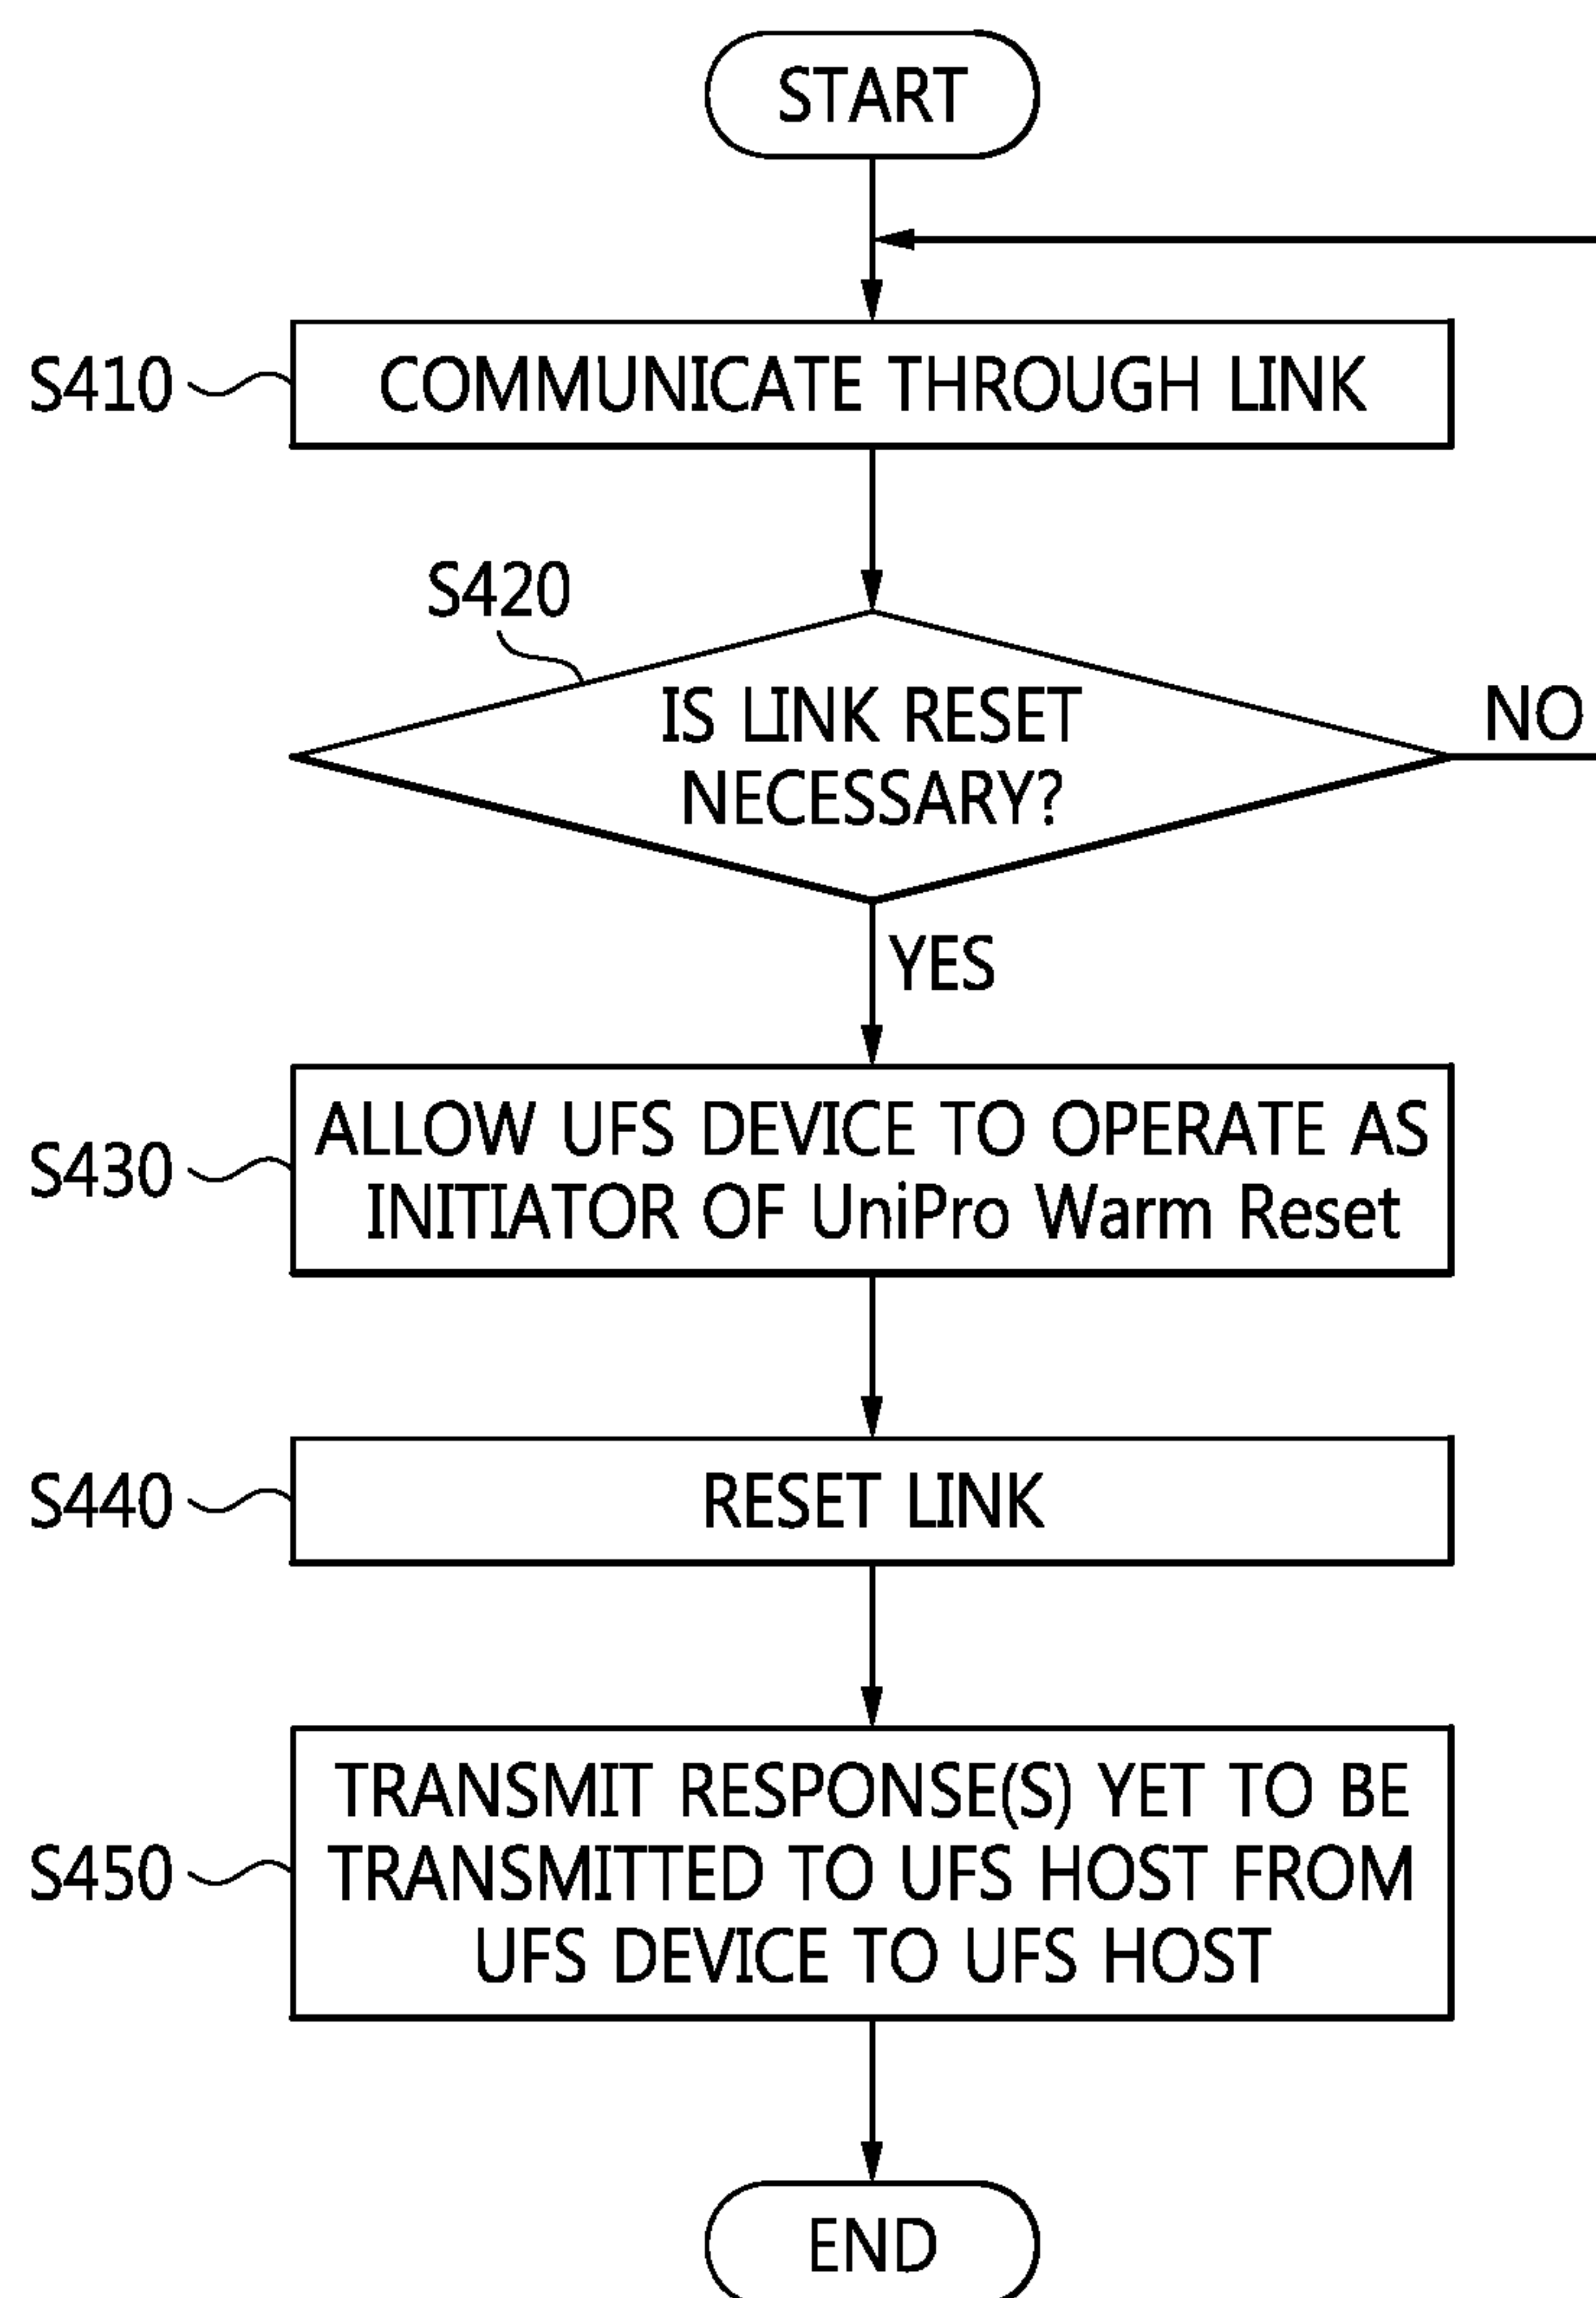 START
S410
COMMUNICATE THROUGH LINK
S420
IS LINK RESET
NECESSARY?
NO
YES
S430
ALLOW UFS DEVICE TO OPERATE AS
INITIATOR OF UniPro Warm Reset
S440
RESET LINK
S450
TRANSMIT RESPONSE(S) YET TO BE
TRANSMITTED TO UFS HOST FROM
UFS DEVICE TO UFS HOST
END